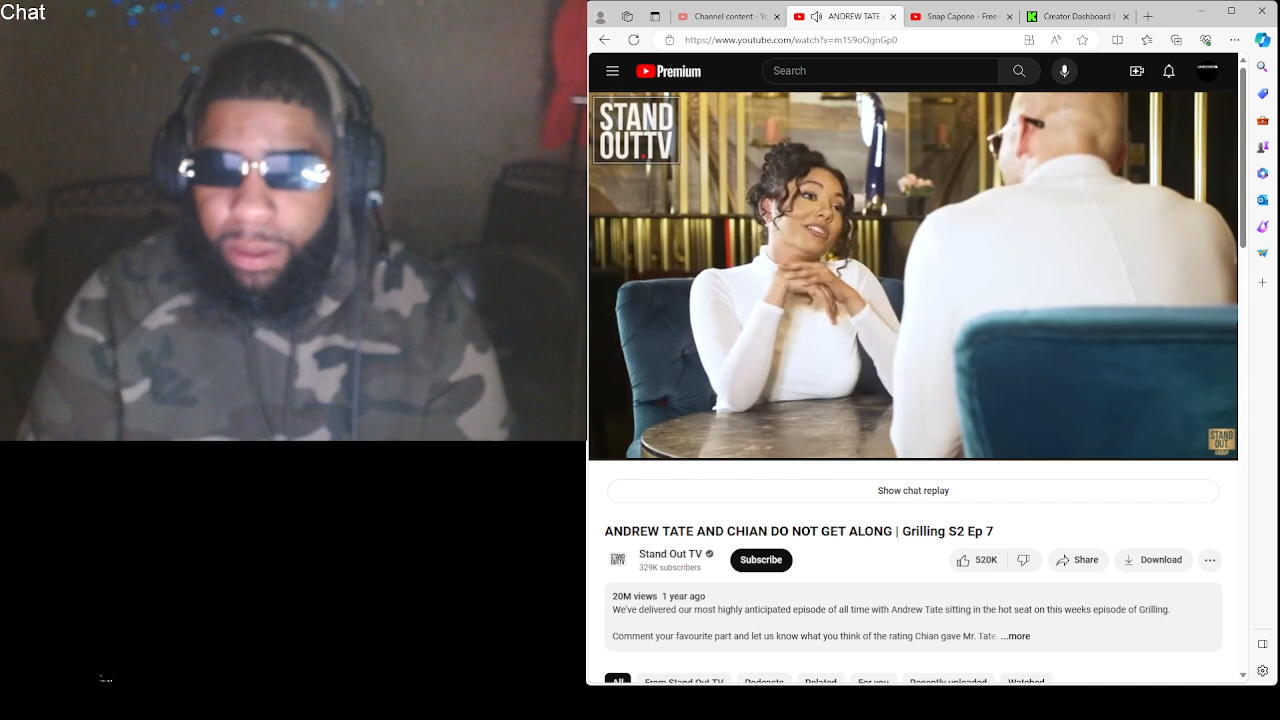 Chat
Channel content - Yo
ANDREW TATE
Snap Capone - Free
Creator Dashboard |
https://www.youtube.com/watch?v=m1S9oOgnGp0
Premium
Search
STAND
OUTTV
STAND
OUT
GROUP
Show chat replay
ANDREW TATE AND CHIAN DO NOT GET ALONG | Grilling S2 Ep 7
Stand Out TV
329K subscribers
Subscribe
520K
Share
Download
20M views 1 year ago
We've delivered our most highly anticipated episode of all time with Andrew Tate sitting in the hot seat on this weeks episode of Grilling.
Comment your favourite part and let us know what you think of the rating Chian gave Mr. Tate. ...more
All From Stand Out TV Podcasts Related For you Recently uploaded Watched